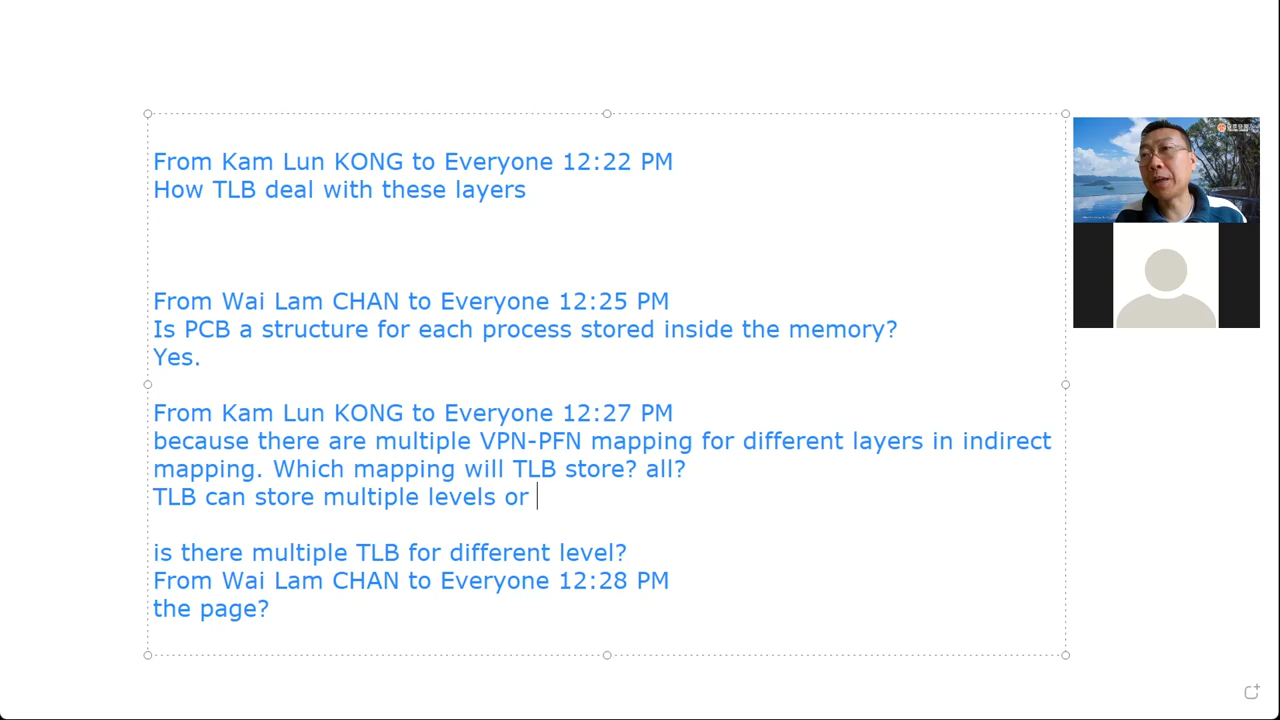 From Kam Lun KONG to Everyone 12:22 PM
How TLB deal with these layers
From Wai Lam CHAN to Everyone 12:25 PM
Is PCB a structure for each process stored inside the memory?
Yes.
From Kam Lun KONG to Everyone 12:27 PM
because there are multiple VPN-PFN mapping for different layers in indirect
mapping. Which mapping will TLB store? all?
TLB can store multiple levels or
is there multiple TLB for different level?
From Wai Lam CHAN to Everyone 12:28 PM
the page?